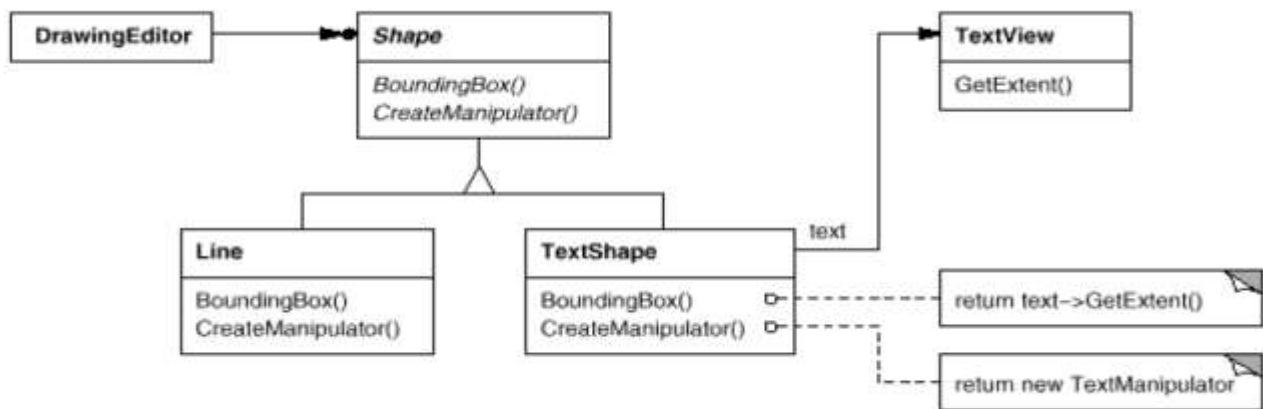 DrawingEditor
Shape
BoundingBox()
CreateManipulator()
TextView
GetExtent()
Line
BoundingBox()
CreateManipulator()
TextShape
BoundingBox()
CreateManipulator()
text
return text->GetExtent()
return new TextManipulator